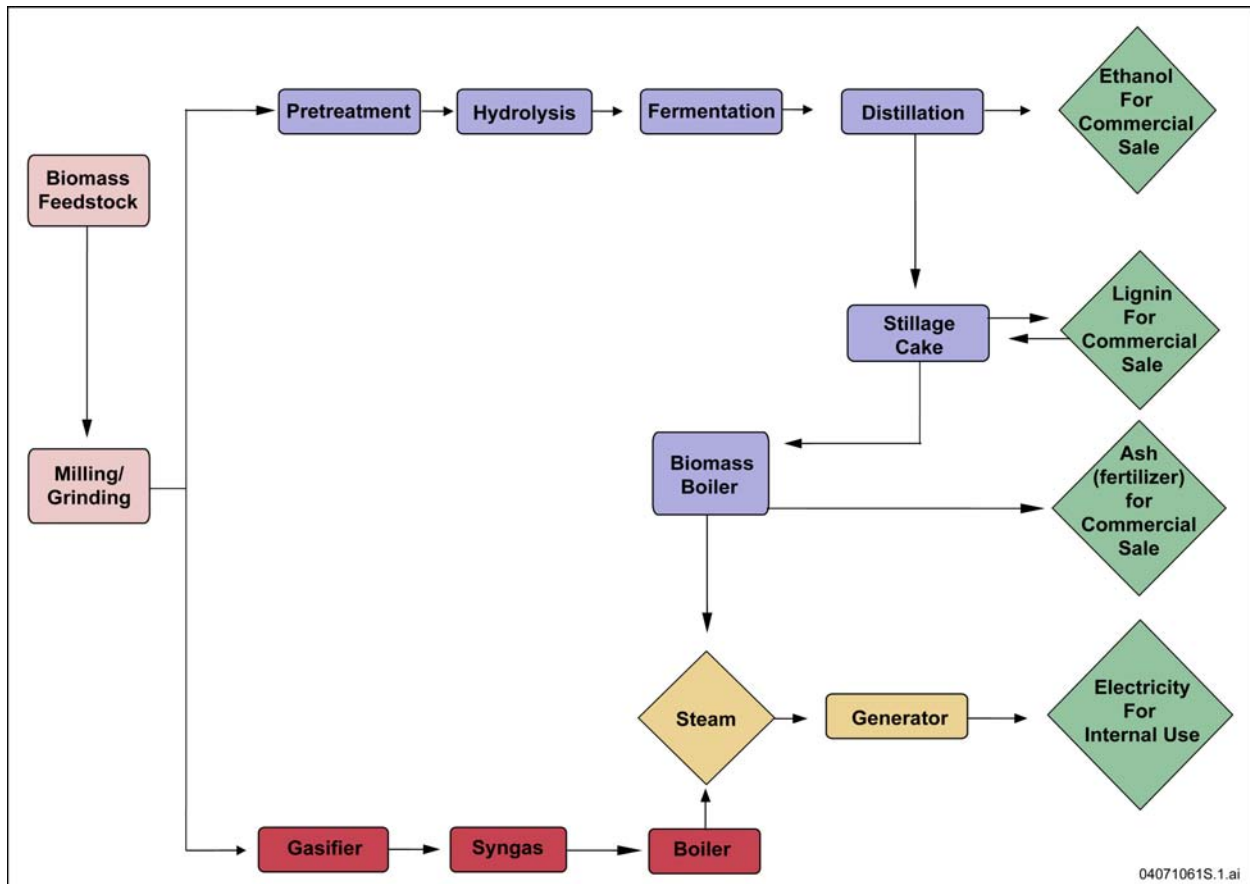 Ethanol
For
Commercial
Sale
Pretreatment
Hydrolysis
Fermentation
Distillation
Biomass
Feedstock
Lignin
For
Commercial
Sale
Stillage
Cake
Milling/
Grinding
Biomass
Boiler
Ash
(fertilizer)
for
Commercial
Sale
Steam
Generator
Electricity
For
Internal Use
Gasifier
Syngas
Boiler
04071061S.1.ai